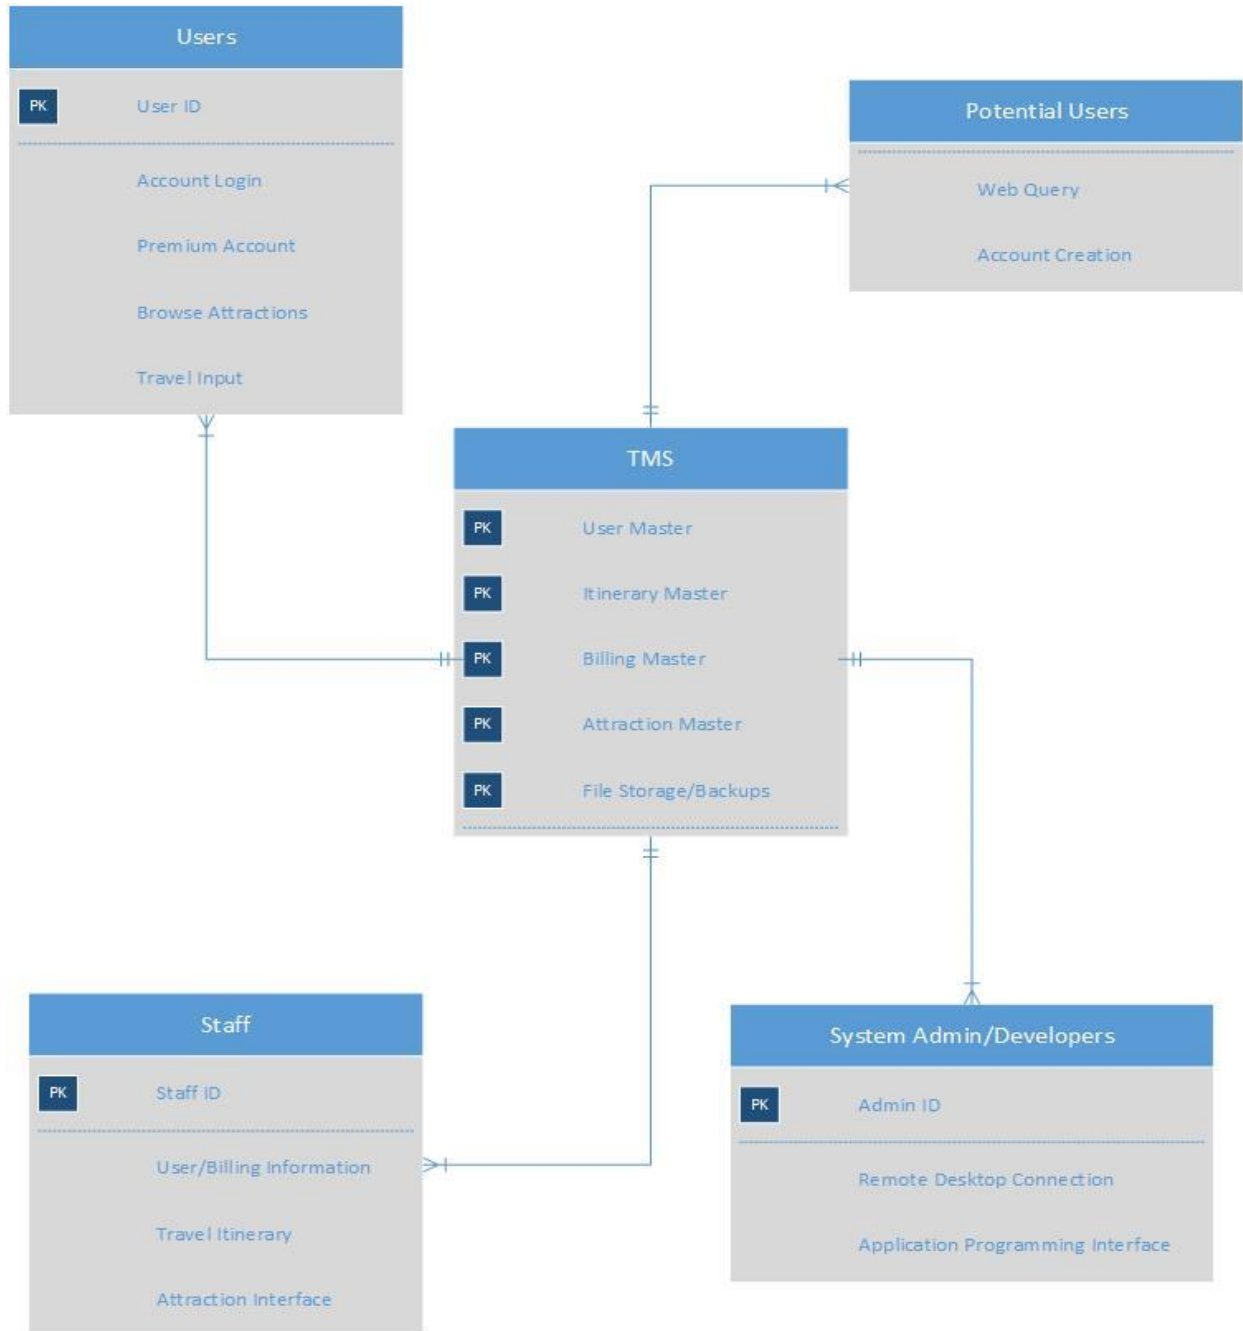 Users
PK User ID
Account Login
Premium Account
Browse Attractions
Travel Input
Potential Users
Web Query
Account Creation
TMS
PK User Master
PK Itinerary Master
PK Billing Master
PK Attraction Master
PK File Storage/Backups
Staff
PK Staff ID
User/Billing Information
Travel Itinerary
Attraction Interface
System Admin/Developers
PK Admin ID
Remote Desktop Connection
Application Programming Interface